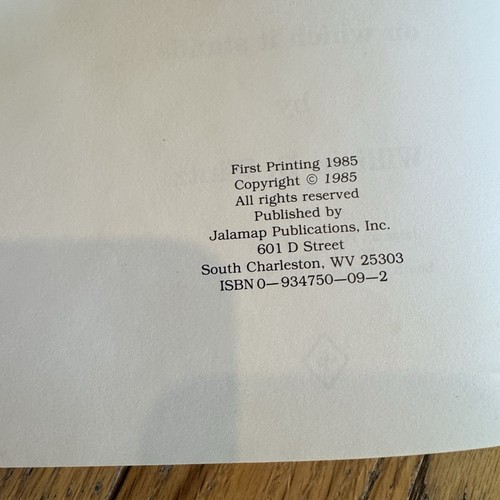 First Printing 1985
Copyright © 1985
All rights reserved
Published by
Jalamap Publications, Inc.
601 D Street
South Charleston, WV 25303
ISBN 0—934750—09—2